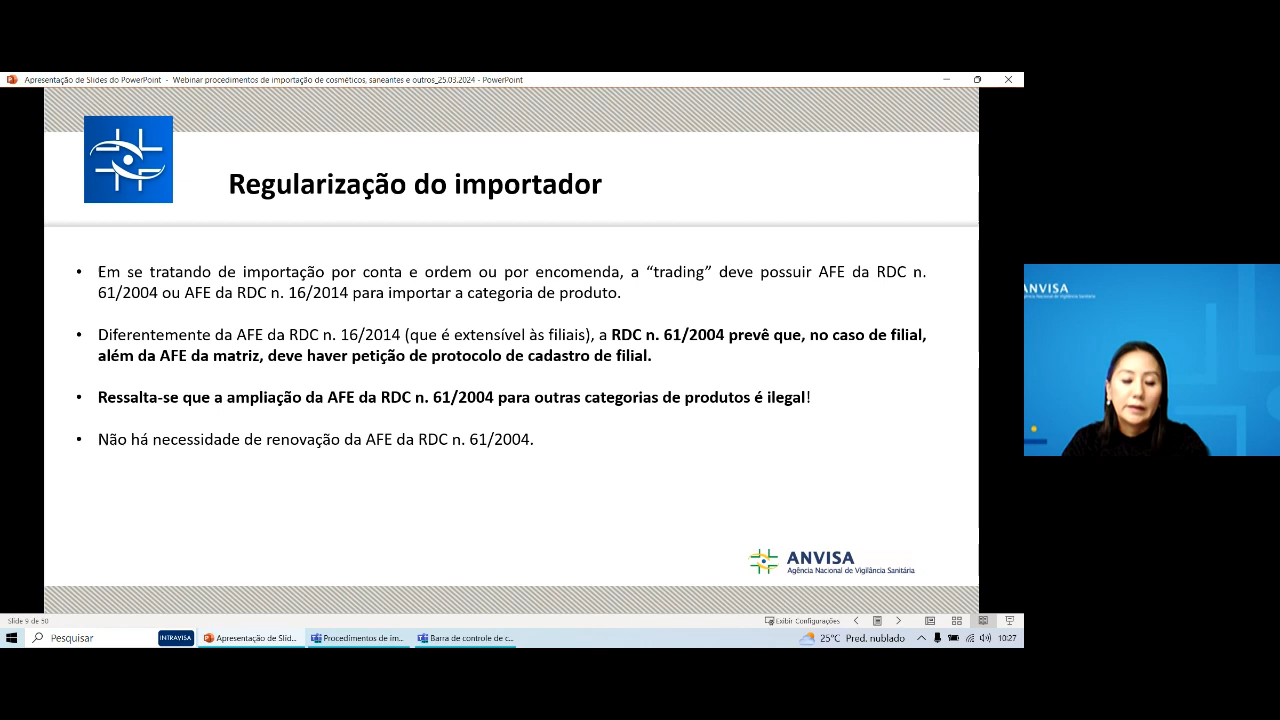 Apresentação de Slides do PowerPoint - Webinar procedimentos de importação de cosméticos, saneantes e outros_25.03.2024 - PowerPoint
Regularização do importador
• Em se tratando de importação por conta e ordem ou por encomenda, a “trading” deve possuir AFE da RDC n.
61/2004 ou AFE da RDC n. 16/2014 para importar a categoria de produto.
• Diferentemente da AFE da RDC n. 16/2014 (que é extensível às filiais), a RDC n. 61/2004 prevê que, no caso de filial,
além da AFE da matriz, deve haver petição de protocolo de cadastro de filial.
• Ressalta-se que a ampliação da AFE da RDC n. 61/2004 para outras categorias de produtos é ilegal!
• Não há necessidade de renovação da AFE da RDC n. 61/2004.
ANVISA
Agência Nacional de Vigilância Sanitária
ANVISA
Agência Nacional de Vigilância Sanitária
Slide 9 de 50
Exibir Configurações
Pesquisar
INTRAVISA
Apresentação de Slid...
Procedimentos de im...
Barra de controle de c...
25°C Pred. nublado
10:27